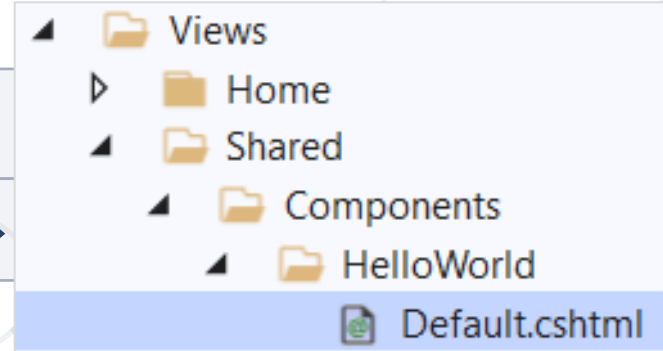 Views
Home
Shared
Components
HelloWorld
Default.cshtml